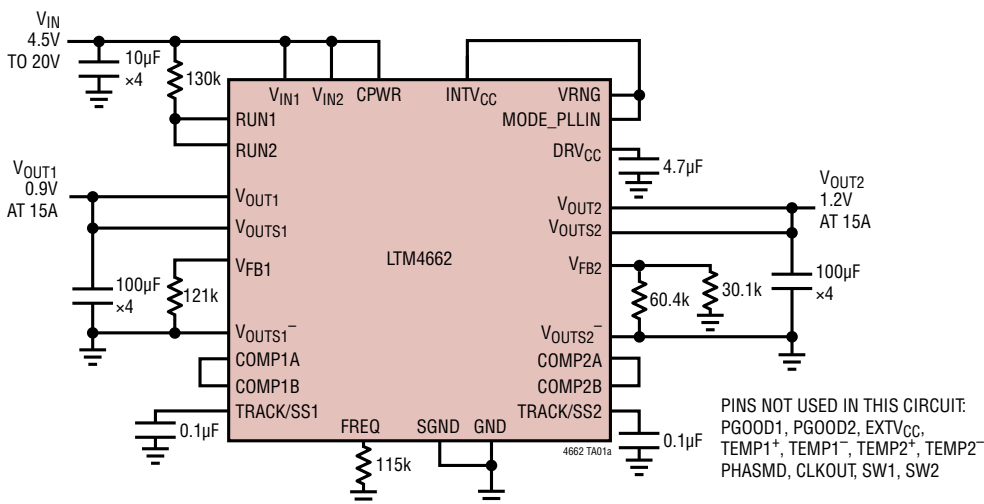 VIN
4.5V
TO 20V
10µF
×4
130k
VIN1
VIN2
CPWR
INTVCC
VRNG
MODE_PLLIN
RUN1
RUN2
DRVCC
4.7µF
VOUT1
0.9V
AT 15A
VOUT1
VOUTS1
VOUT2
VOUTS2
VOUT2
1.2V
AT 15A
LTM4662
VFB1
VFB2
100µF
×4
121k
60.4k
30.1k
100µF
×4
VOUTS1–
VOUTS2–
COMP1A
COMP1B
COMP2A
COMP2B
TRACK/SS1
TRACK/SS2
0.1µF
FREQ
SGND
GND
0.1µF
4662 TA01a
115k
PINS NOT USED IN THIS CIRCUIT:
PGOOD1, PGOOD2, EXTVCC,
TEMP1+, TEMP1–, TEMP2+, TEMP2–
PHASMD, CLKOUT, SW1, SW2